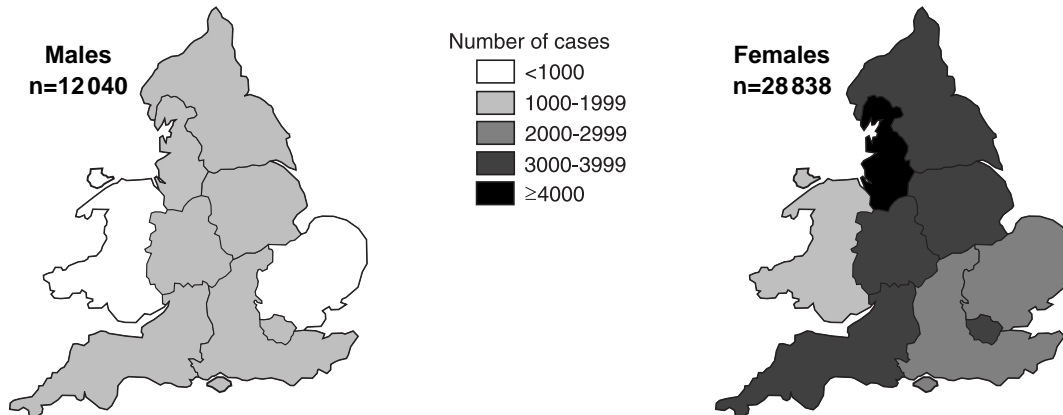 Males
n=12 040
Number of cases
<1000
1000-1999
2000-2999
3000-3999
≥4000
Females
n=28 838